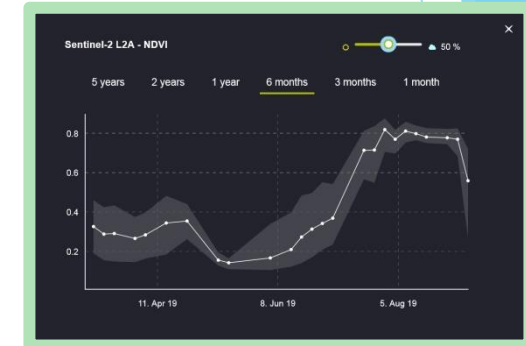 Sentinel-2 L2A - NDVI
50 %
5 years 2 years 1 year 6 months 3 months 1 month
0.8
0.6
0.4
0.2
11. Apr 19 8. Jun 19 5. Aug 19